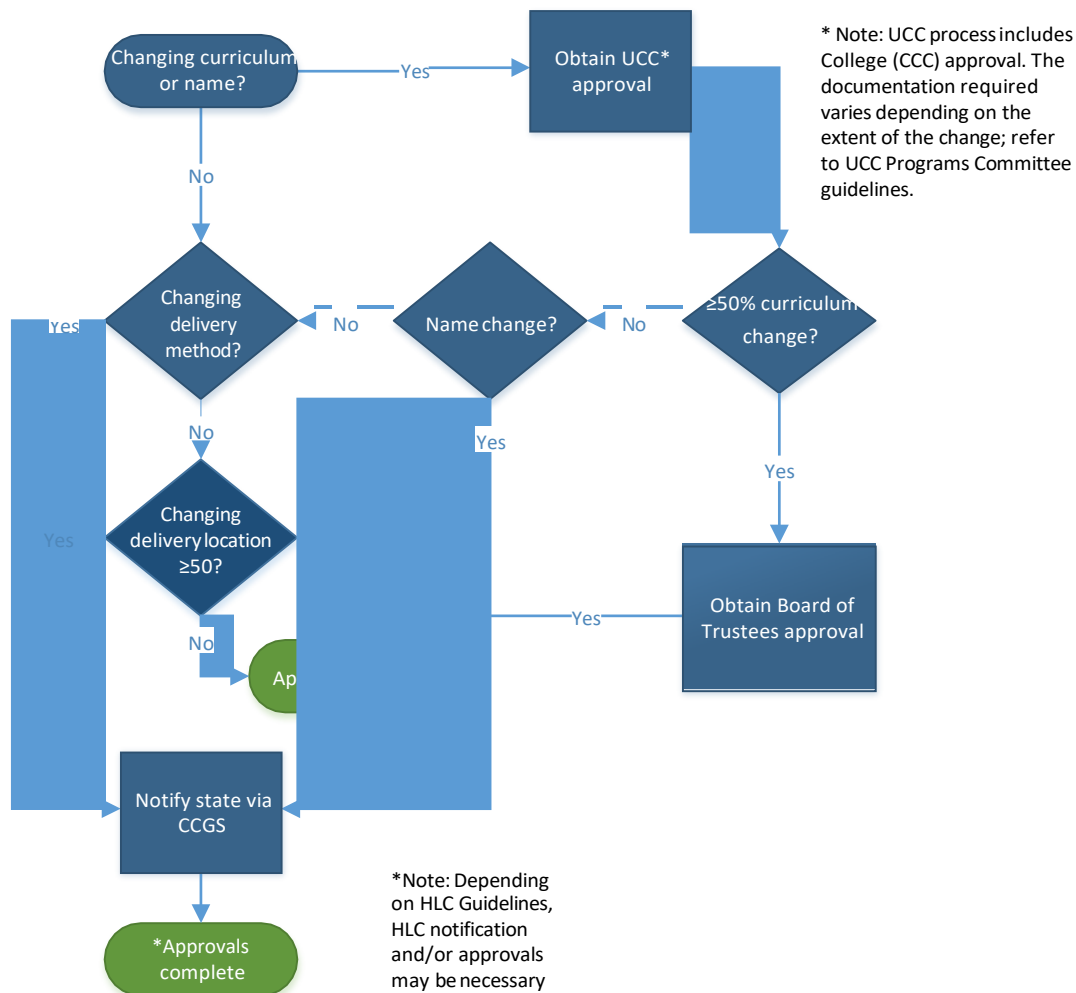 Changing curriculum
or name?
Yes
Obtain UCC*
approval
* Note: UCC process includes
College (CCC) approval. The
documentation required
varies depending on the
extent of the change; refer
to UCC Programs Committee
guidelines.
No
Changing
delivery
method?
Yes
No
Name change?
No
≥50% curriculum
change?
No
Yes
Yes
Changing
delivery location
≥50?
Yes
No
Ap
Yes
Obtain Board of
Trustees approval
Notify state via
CCGS
*Approvals
complete
*Note: Depending
on HLC Guidelines,
HLC notification
and/or approvals
may be necessary